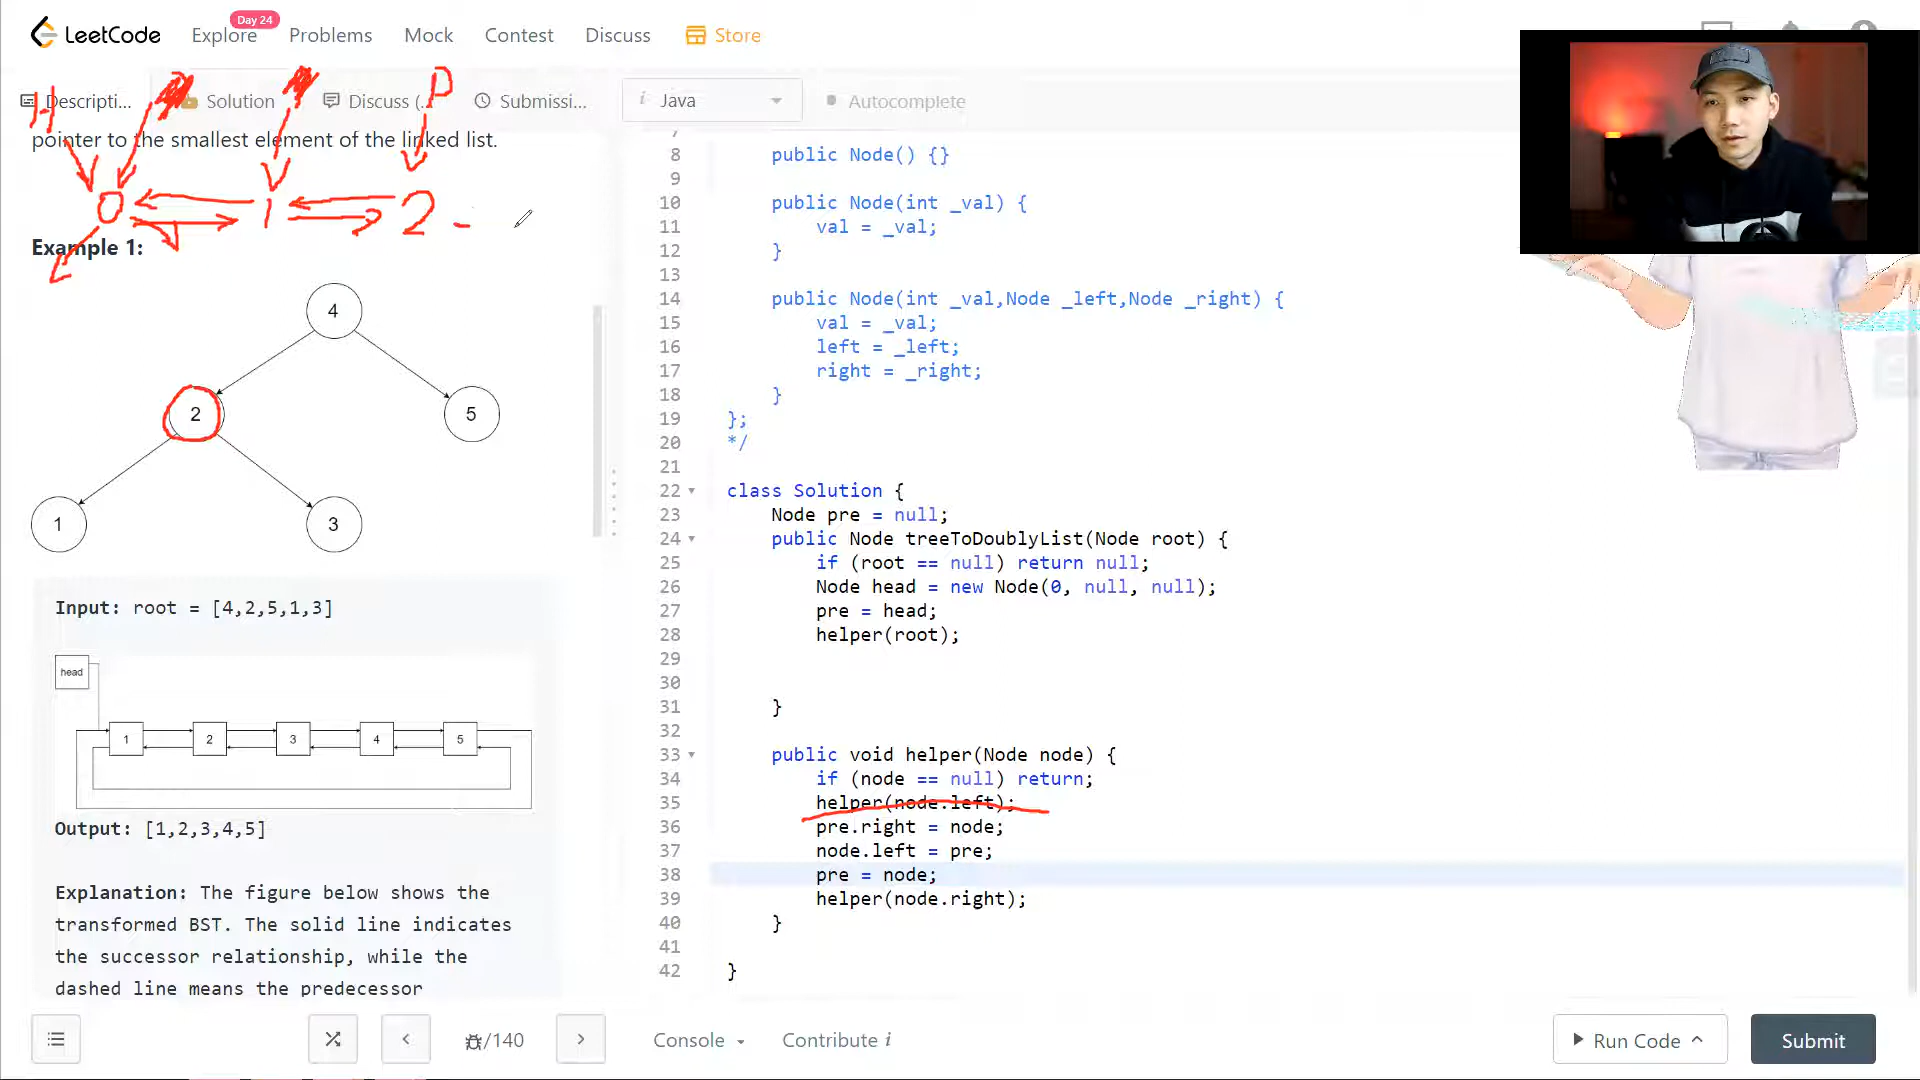 LeetCode
Explore
Day 24
Problems
Mock
Contest
Discuss
Store
Descripti...
Solution
Discuss (...
Submissi...
H
P
pointer to the smallest element of the linked list.
0 1 2
Example 1:
4
2
5
1
3
Input: root = [4,2,5,1,3]
head
1 2 3 4 5
Output: [1,2,3,4,5]
Explanation: The figure below shows the
transformed BST. The solid line indicates
the successor relationship, while the
dashed line means the predecessor
/140
i Java
Autocomplete
7
8 public Node() {}
9
10 public Node(int _val) {
11 val = _val;
12 }
13
14 public Node(int _val,Node _left,Node _right) {
15 val = _val;
16 left = _left;
17 right = _right;
18 }
19 };
20 */
21
22 class Solution {
23 Node pre = null;
24 public Node treeToDoublyList(Node root) {
25 if (root == null) return null;
26 Node head = new Node(0, null, null);
27 pre = head;
28 helper(root);
29
30
31 }
32
33 public void helper(Node node) {
34 if (node == null) return;
35 helper(node.left);
36 pre.right = node;
37 node.left = pre;
38 pre = node;
39 helper(node.right);
40 }
41
42 }
Console
Contribute i
Run Code
Submit